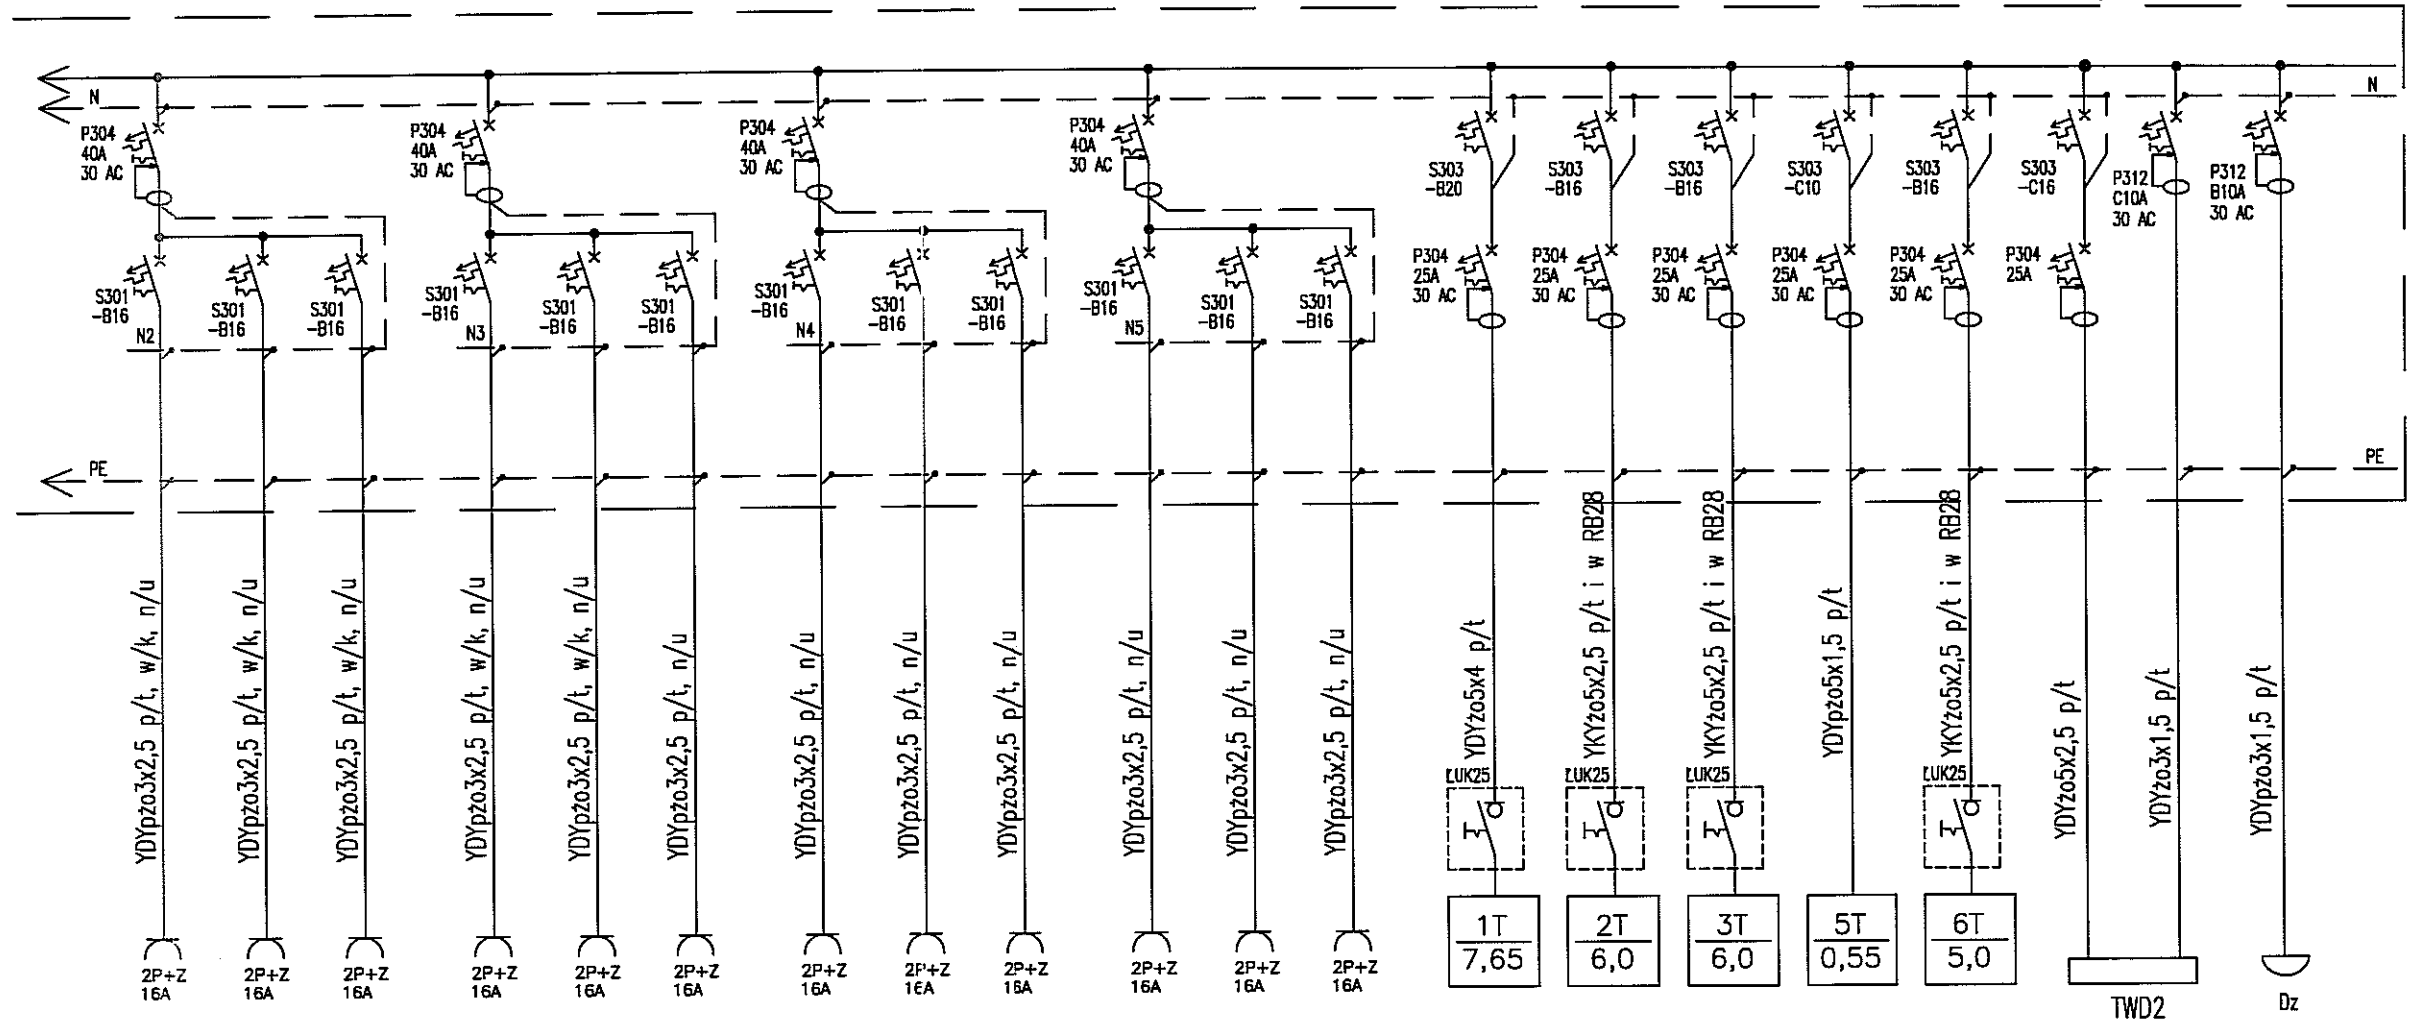 N
N
P304
40A
30 AC
P304
40A
30 AC
P304
40A
30 AC
P304
40A
30 AC
S303
-B20
S303
-B16
S303
-B16
S303
-C10
S303
-B16
S303
-C16
P312
C10A
30 AC
P312
B10A
30 AC
S301
-B16
S301
-B16
S301
-B16
S301
-B16
S301
-B16
S301
-B16
S301
-B16
S301
-B16
S301
-B16
S301
-B16
S301
-B16
S301
-B16
P304
25A
30 AC
P304
25A
30 AC
P304
25A
30 AC
P304
25A
30 AC
P304
25A
30 AC
P304
25A
N2
N3
N4
N5
PE
PE
YDYpżo3x2,5 p/t, w/k, n/u
YDYpżo3x2,5 p/t, w/k, n/u
YDYpżo3x2,5 p/t, w/k, n/u
YDYpżo3x2,5 p/t, w/k, n/u
YDYpżo3x2,5 p/t, w/k, n/u
YDYpżo3x2,5 p/t, n/u
YDYpżo3x2,5 p/t, n/u
YDYpżo3x2,5 p/t, n/u
YDYpżo3x2,5 p/t, n/u
YDYpżo3x2,5 p/t, n/u
YDYpżo3x2,5 p/t, n/u
YDYpżo3x2,5 p/t, n/u
YDYżo5x4 p/t
YKYżo5x2,5 p/t i w RB28
YKYżo5x2,5 p/t i w RB28
YDYpżo5x1,5 p/t
YKYżo5x2,5 p/t i w RB28
YDYżo5x2,5 p/t
YDYżo3x1,5 p/t
YDYpżo3x1,5 p/t
ŁUK25
ŁUK25
ŁUK25
ŁUK25
2P+Z
16A
2P+Z
16A
2P+Z
16A
2P+Z
16A
2P+Z
16A
2P+Z
16A
2P+Z
16A
2P+Z
16A
2P+Z
16A
2P+Z
16A
2P+Z
16A
2P+Z
16A
1T
7,65
2T
6,0
3T
6,0
5T
0,55
6T
5,0
TWD2
Dz